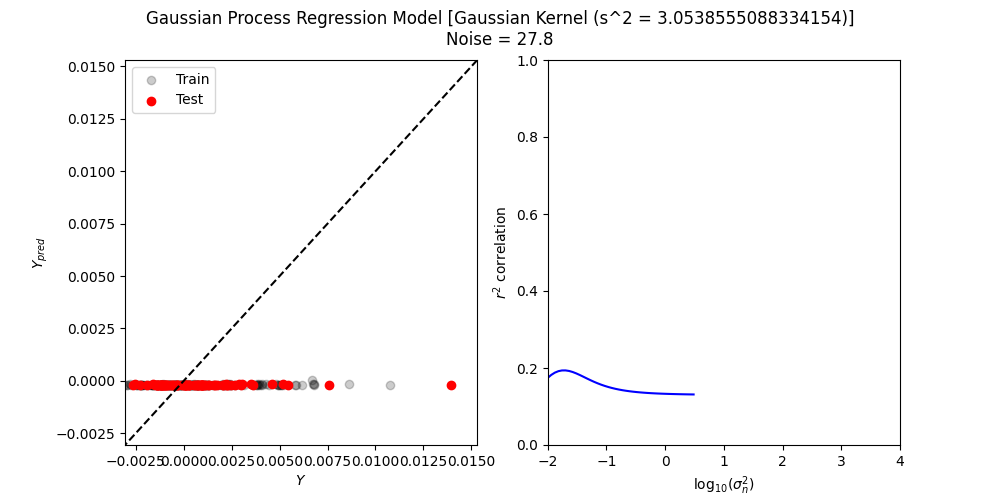 Gaussian Process Regression Model [Gaussian Kernel (s^2 = 3.0538555088334154)]
Noise = 27.8
0.0150
0.0125
0.0100
0.0075
0.0050
0.0025
0.0000
−0.0025
Y_pred
Train
Test
−0.0025 0.0000 0.0025 0.0050 0.0075 0.0100 0.0125 0.0150
Y
1.0
0.8
0.6
0.4
0.2
0.0
r² correlation
−2 −1 0 1 2 3 4
log₁₀(σₙ²)